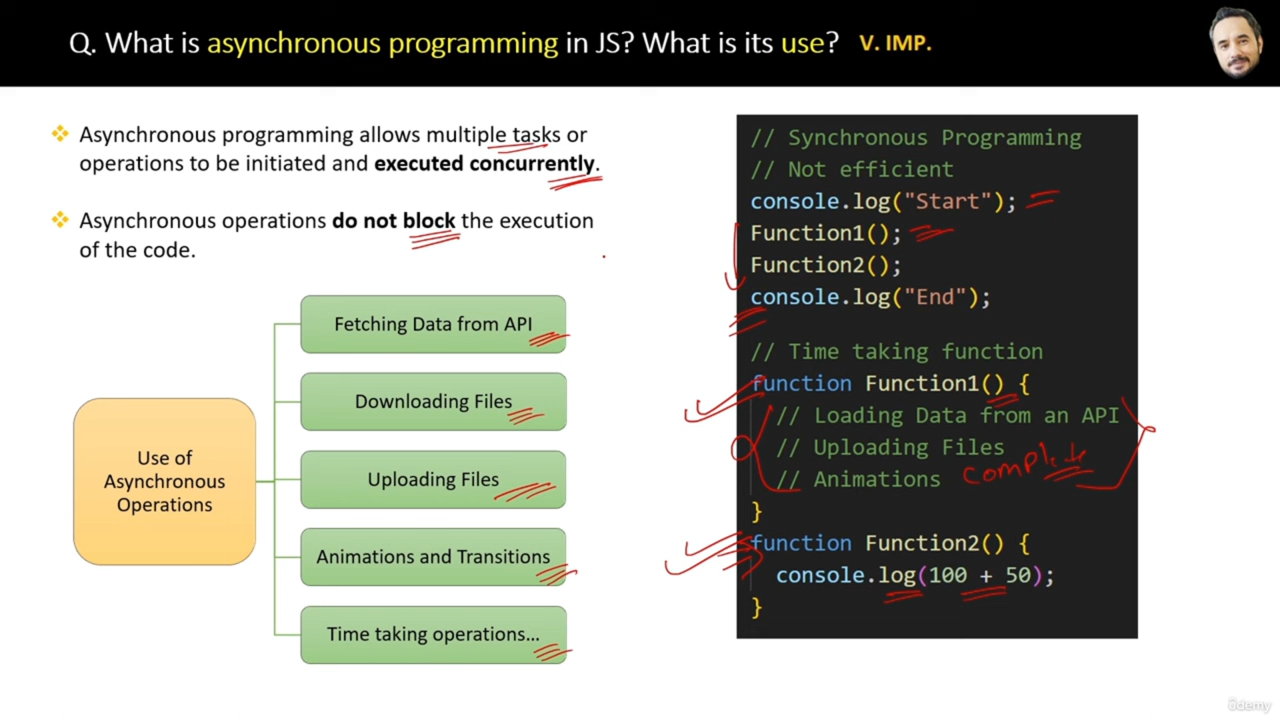 Q. What is asynchronous programming in JS? What is its use? V. IMP.
Asynchronous programming allows multiple tasks or
operations to be initiated and executed concurrently.
Asynchronous operations do not block the execution
of the code.
Use of
Asynchronous
Operations
Fetching Data from API
Downloading Files
Uploading Files
Animations and Transitions
Time taking operations...
// Synchronous Programming
// Not efficient
console.log("Start");
Function1();
Function2();
console.log("End");
// Time taking function
function Function1() {
// Loading Data from an API
// Uploading Files
// Animations complete
}
function Function2() {
console.log(100 + 50);
}
ûdemy